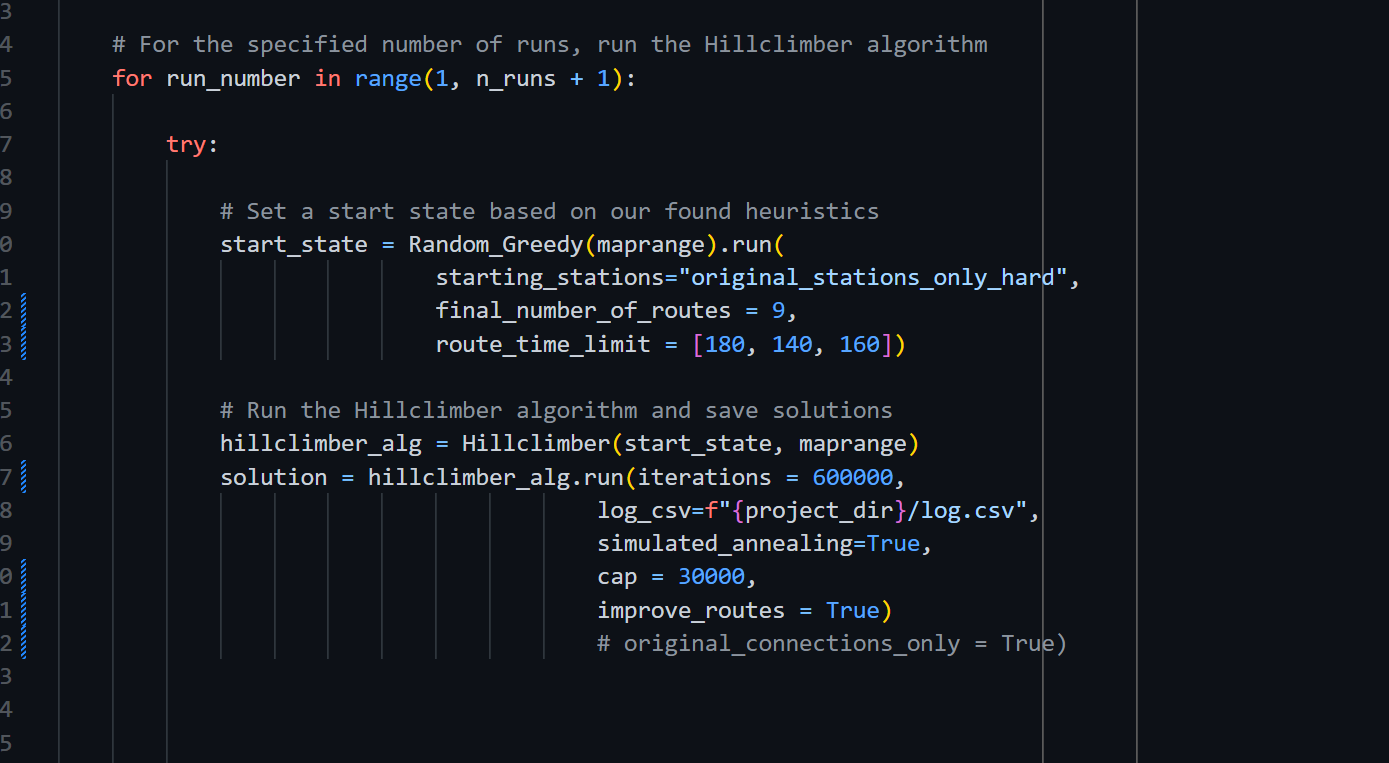 3
4 # For the specified number of runs, run the Hillclimber algorithm
5 for run_number in range(1, n_runs + 1):
6
7 try:
8
9 # Set a start state based on our found heuristics
0 start_state = Random_Greedy(maprange).run(
1 starting_stations="original_stations_only_hard",
2 final_number_of_routes = 9,
3 route_time_limit = [180, 140, 160])
4
5 # Run the Hillclimber algorithm and save solutions
6 hillclimber_alg = Hillclimber(start_state, maprange)
7 solution = hillclimber_alg.run(iterations = 600000,
8 log_csv=f"{project_dir}/log.csv",
9 simulated_annealing=True,
0 cap = 30000,
1 improve_routes = True)
2 # original_connections_only = True)
3
4
5